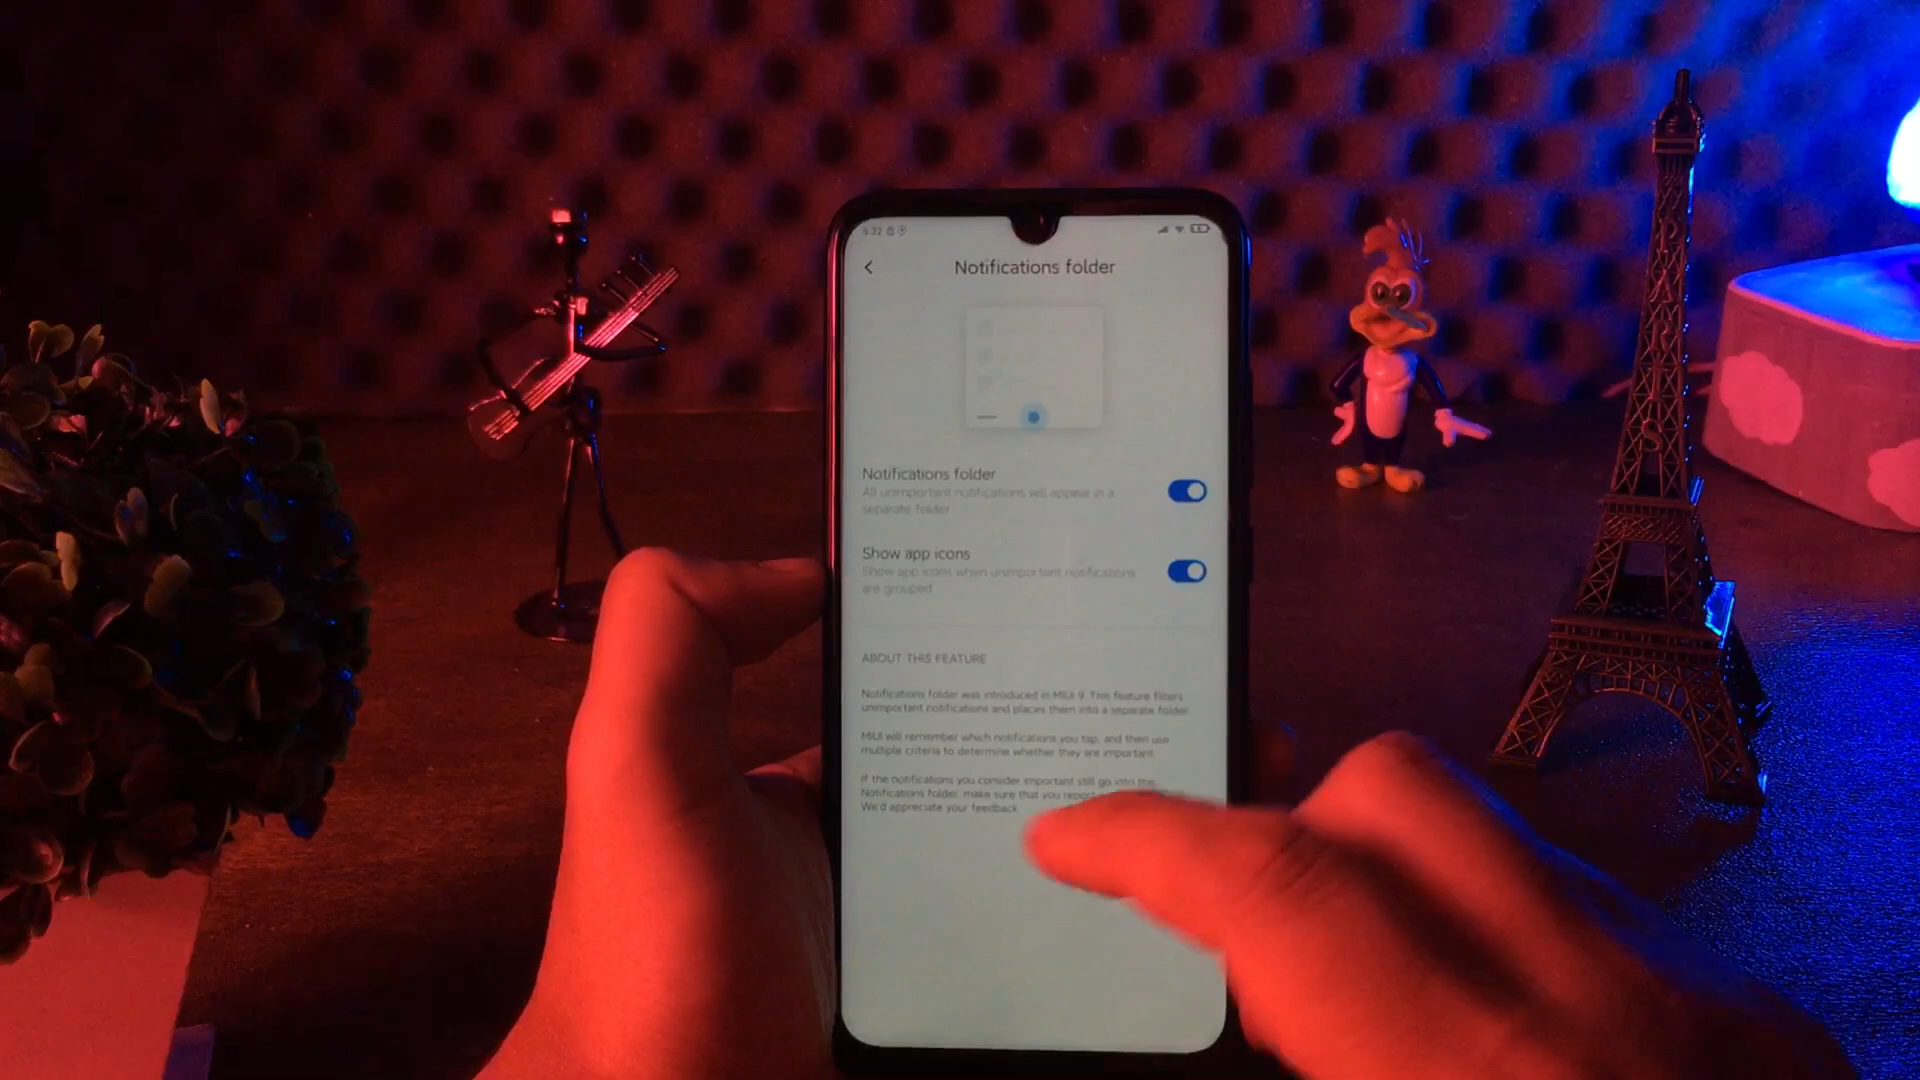 5:32
Notifications folder
Notifications folder
All unimportant notifications will appear in a
separate folder
Show app icons
Show app icons when unimportant notifications
are grouped
ABOUT THIS FEATURE
Notifications folder was introduced in MIUI 9. This feature filters
unimportant notifications and places them into a separate folder.
MIUI will remember which notifications you tap, and then use
multiple criteria to determine whether they are important.
If the notifications you consider important still go into the
Notifications folder, make sure that you report
We'd appreciate your feedback.
PARIS